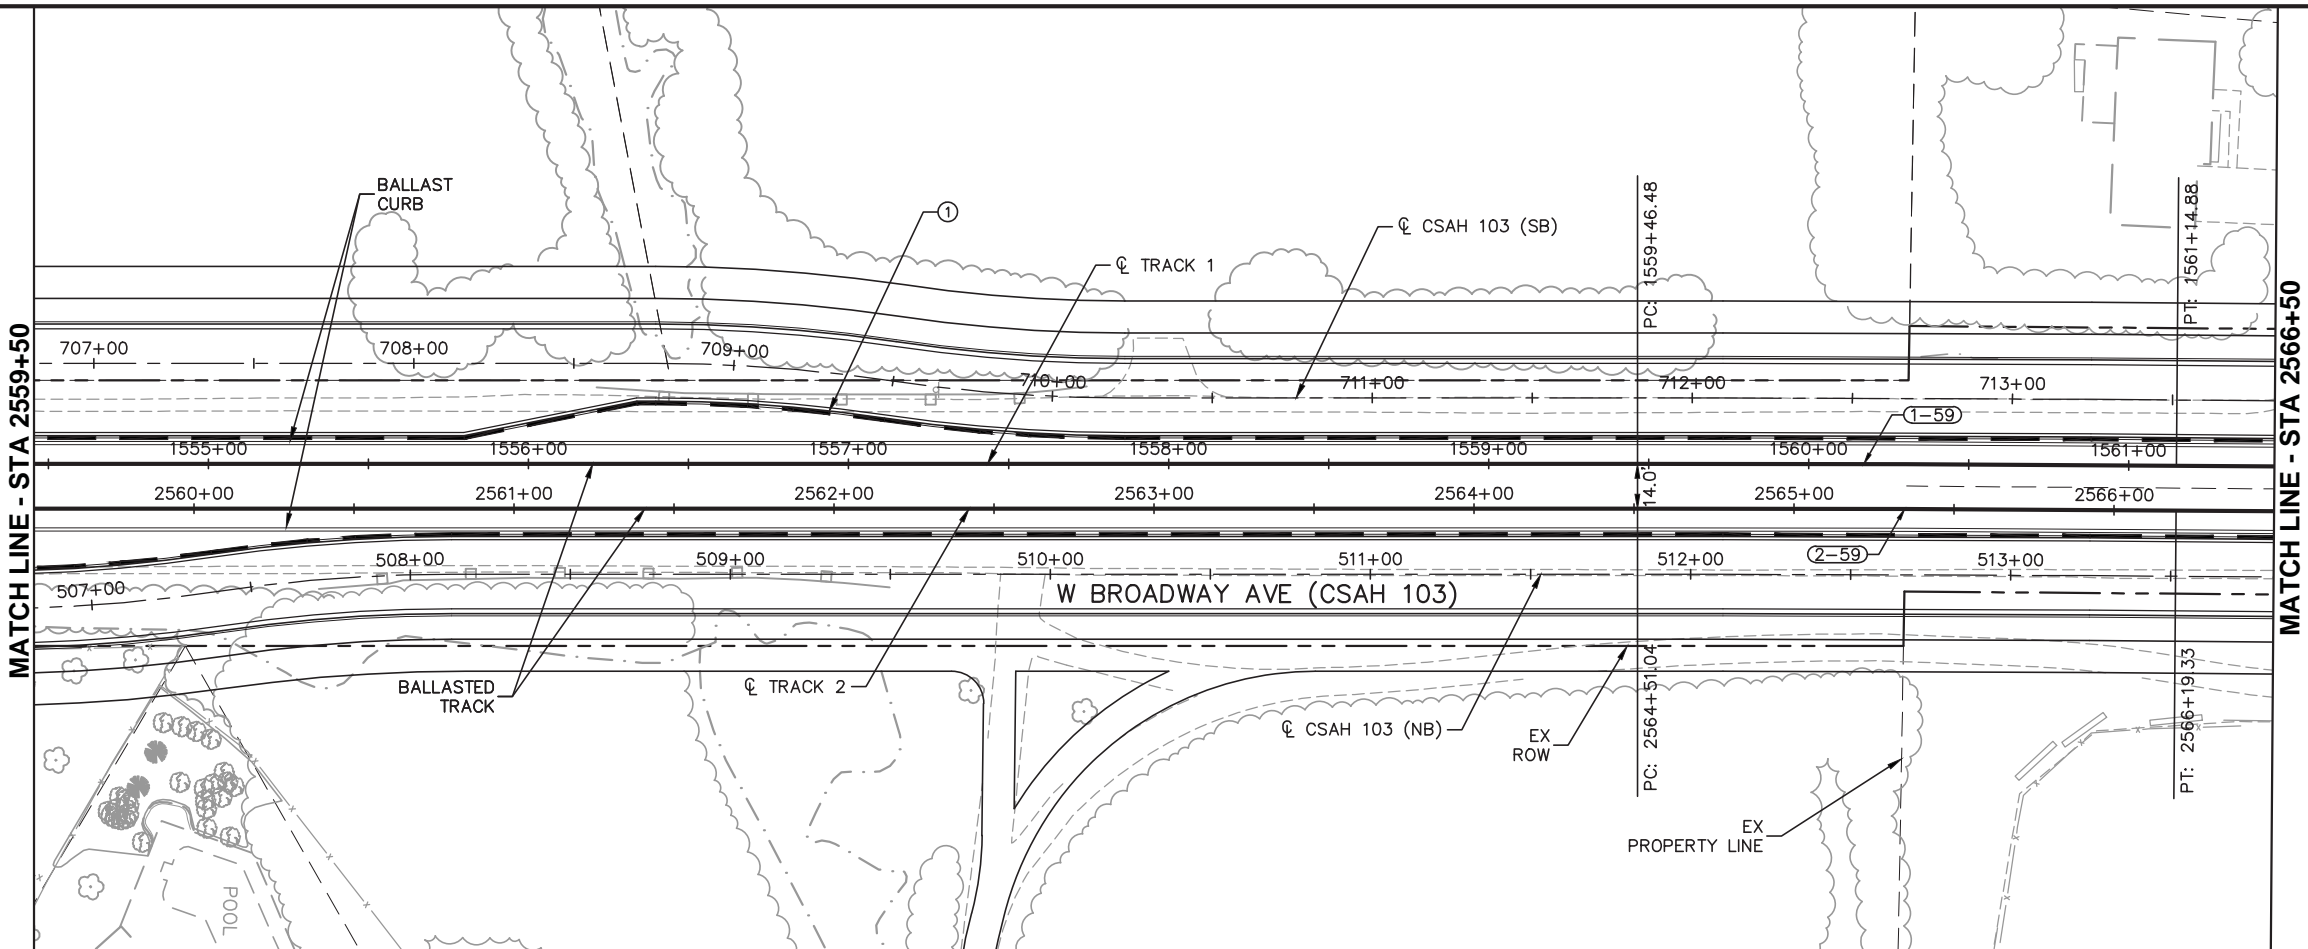 MATCH LINE - STA 2559+50
BALLAST
CURB
1
℄ CSAH 103 (SB)
℄ TRACK 1
PC: 1559+46.48
PT: 1561+14.88
MATCH LINE - STA 2566+50
707+00
708+00
709+00
710+00
711+00
712+00
713+00
1-59
1555+00
1556+00
1557+00
1558+00
1559+00
1560+00
1561+00
14.0'
2560+00
2561+00
2562+00
2563+00
2564+00
2565+00
2566+00
2-59
507+00
508+00
509+00
510+00
511+00
512+00
513+00
W BROADWAY AVE (CSAH 103)
BALLASTED
TRACK
℄ TRACK 2
℄ CSAH 103 (NB)
EX
ROW
PC: 2564+51.04
PT: 2566+19.33
EX
PROPERTY LINE
POOL